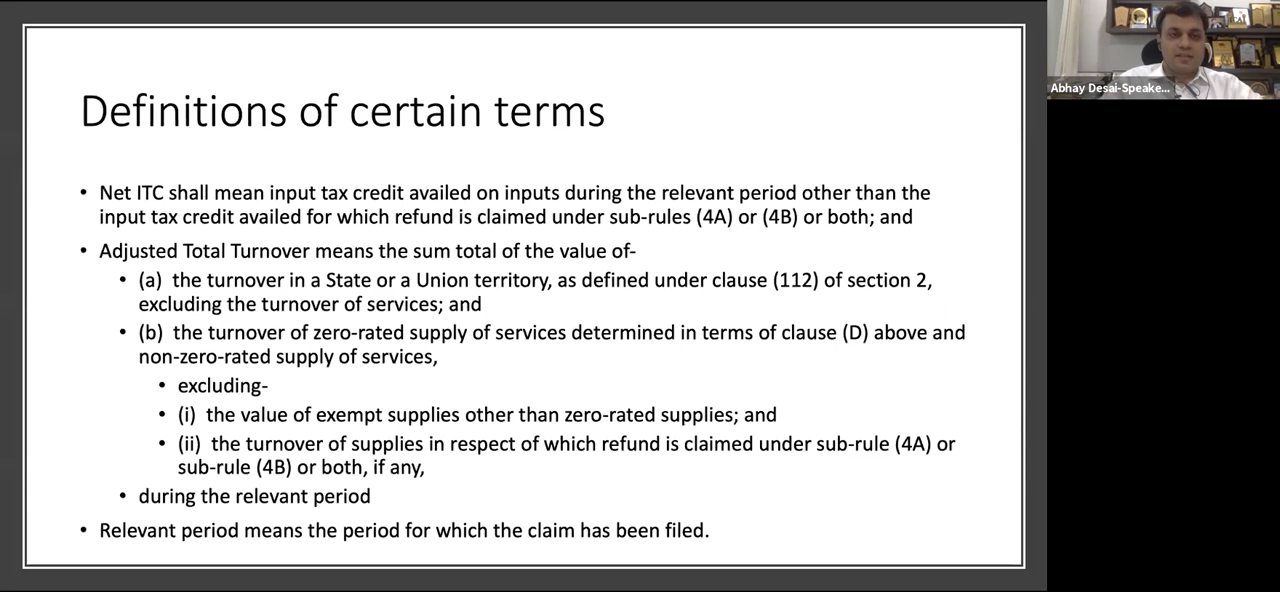 Definitions of certain terms
• Net ITC shall mean input tax credit availed on inputs during the relevant period other than the
input tax credit availed for which refund is claimed under sub-rules (4A) or (4B) or both; and
• Adjusted Total Turnover means the sum total of the value of-
• (a) the turnover in a State or a Union territory, as defined under clause (112) of section 2,
excluding the turnover of services; and
• (b) the turnover of zero-rated supply of services determined in terms of clause (D) above and
non-zero-rated supply of services,
• excluding-
• (i) the value of exempt supplies other than zero-rated supplies; and
• (ii) the turnover of supplies in respect of which refund is claimed under sub-rule (4A) or
sub-rule (4B) or both, if any,
• during the relevant period
• Relevant period means the period for which the claim has been filed.
Abhay Desai-Speake...